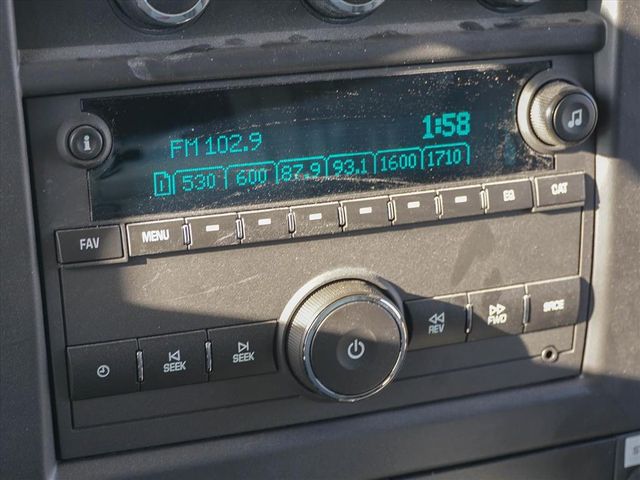 1:58
FM 102.9
1 530 600 87.9 93.1 1600 1710
i
FAV MENU EQ CAT
REV FWD SRCE
SEEK SEEK